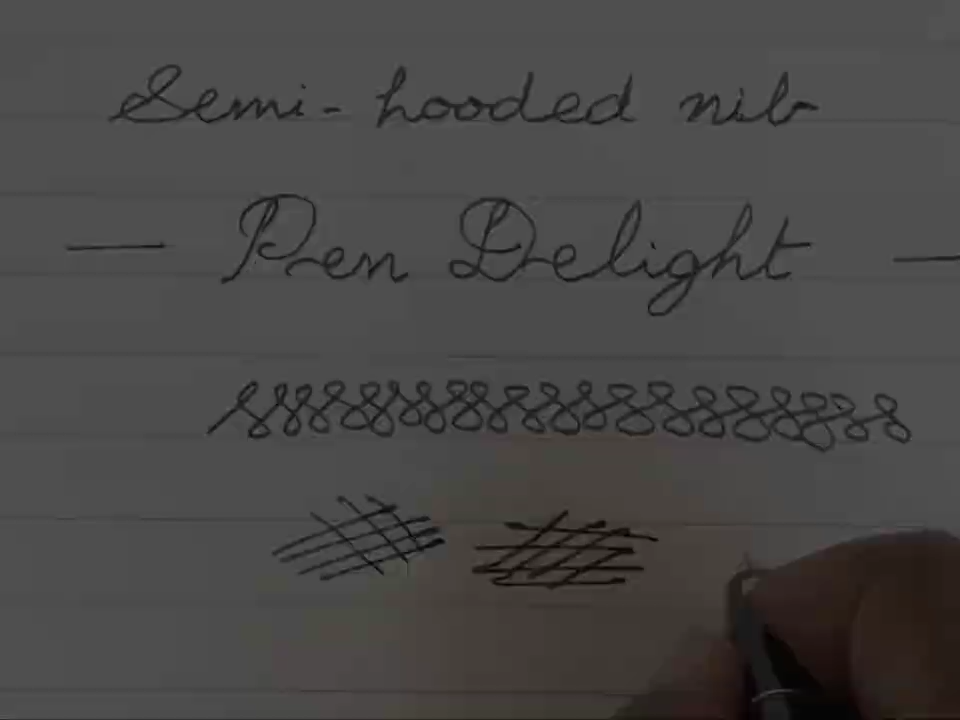 Semi-hooded nib
— Pen Delight —